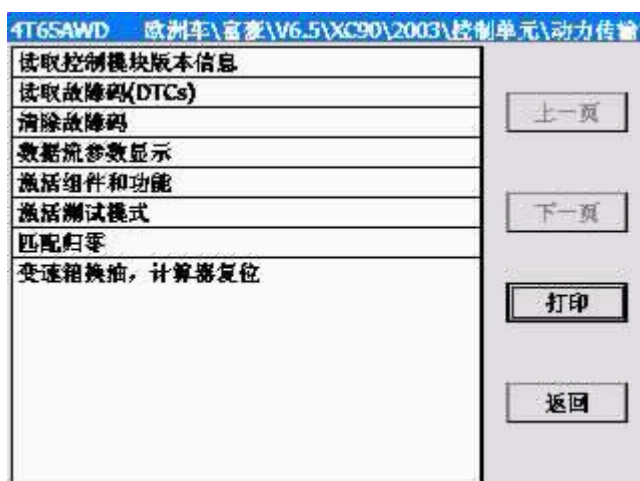 4T65AWD 欧洲车\富豪\V6.5\XC90\2003\控制单元\动力传输
读取控制模块版本信息
读取故障码(DTCs)
清除故障码
数据流参数显示
激活组件和功能
激活测试模式
匹配归零
变速箱换油，计算器复位
上一页
下一页
打印
返回